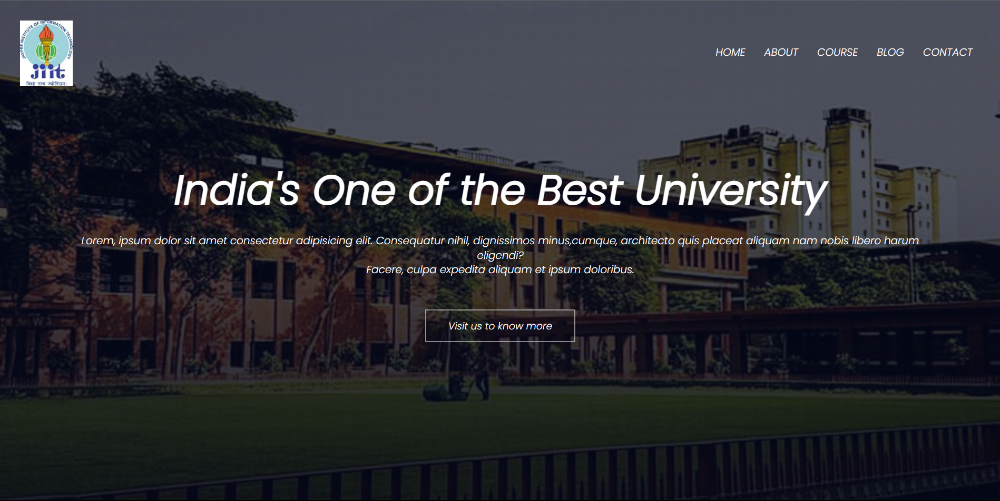 JAYPEE INSTITUTE OF INFORMATION TECHNOLOGY
jiit
विद्या तत्व ज्योतिसमः
HOME ABOUT COURSE BLOG CONTACT
India's One of the Best University
Lorem, ipsum dolor sit amet consectetur adipisicing elit. Consequatur nihil, dignissimos minus,cumque, architecto quis placeat aliquam nam nobis libero harum
eligendi?
Facere, culpa expedita aliquam et ipsum doloribus.
Visit us to know more